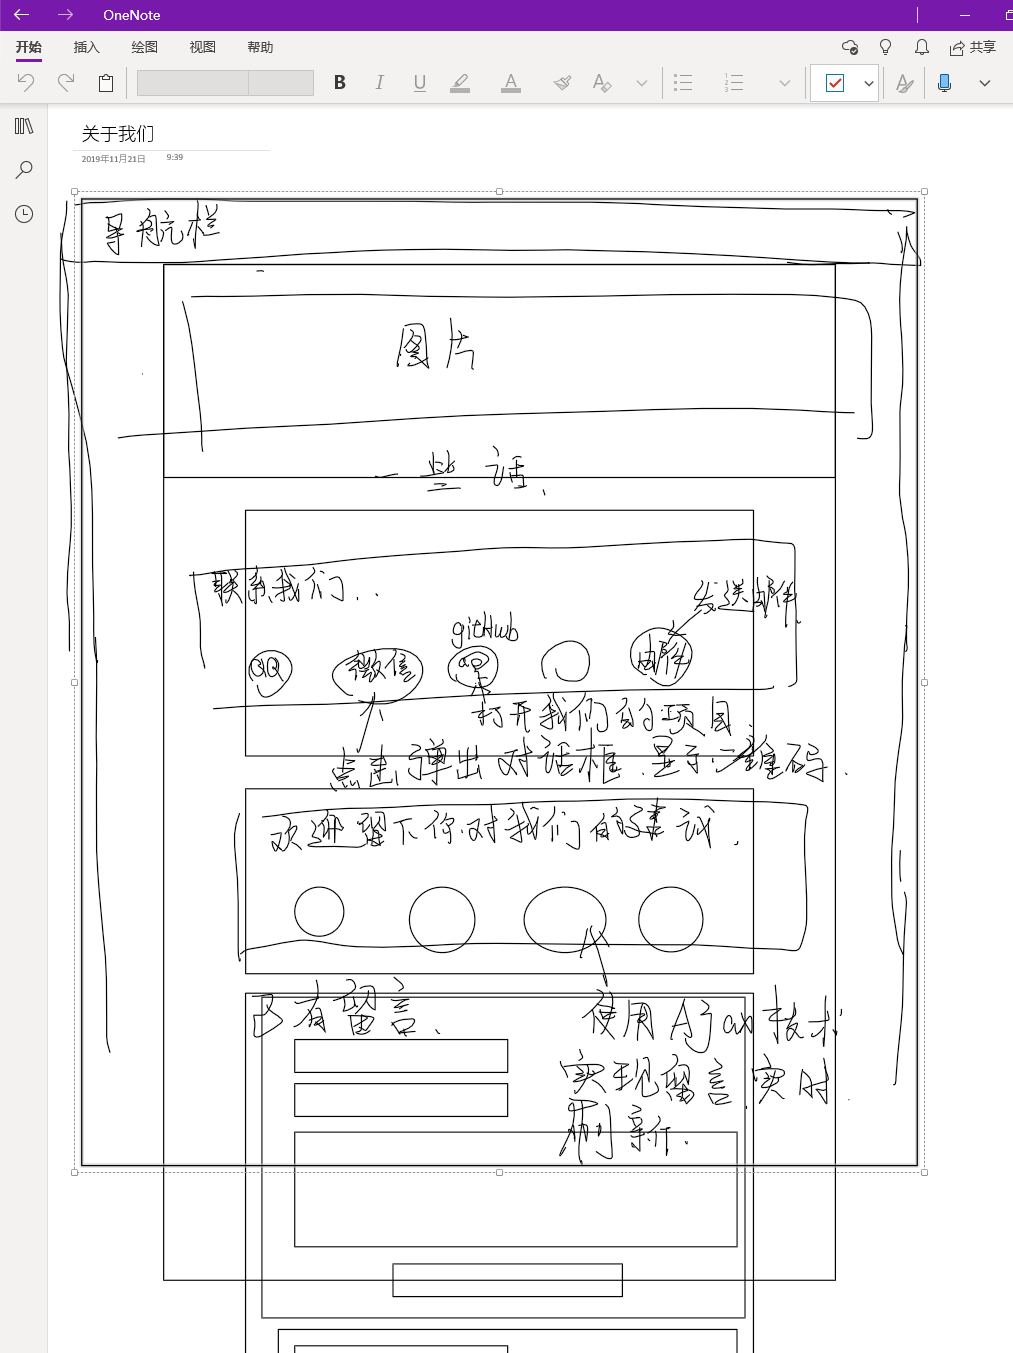 OneNote
开始 插入 绘图 视图 帮助 共享
B I U A A
关于我们
2019年11月21日 9:39
导航栏
图片
一些话.
联系我们...
发送邮件.
gitHub
QQ 微信 邮件
打开我们的项目.
点击弹出对话框.显示二维码.
欢迎留下你对我们的
已有留言.
使用Ajax技术
实现留言.实时.
刷新.